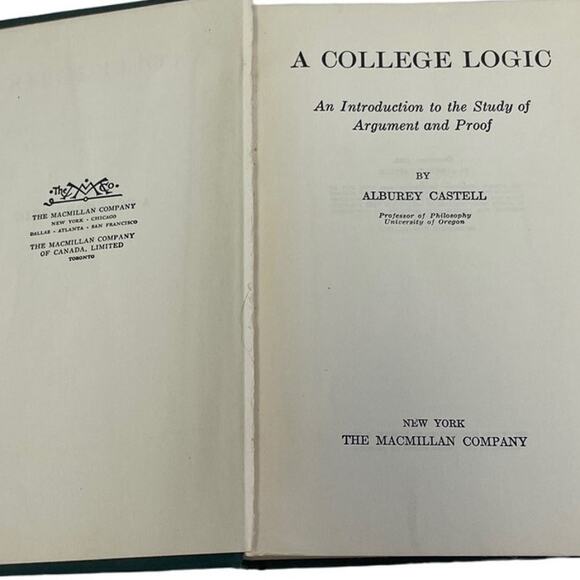 The M Co
THE MACMILLAN COMPANY
NEW YORK · CHICAGO
DALLAS · ATLANTA · SAN FRANCISCO
THE MACMILLAN COMPANY
OF CANADA, LIMITED
TORONTO
A COLLEGE LOGIC
An Introduction to the Study of
Argument and Proof
BY
ALBUREY CASTELL
Professor of Philosophy
University of Oregon
NEW YORK
THE MACMILLAN COMPANY